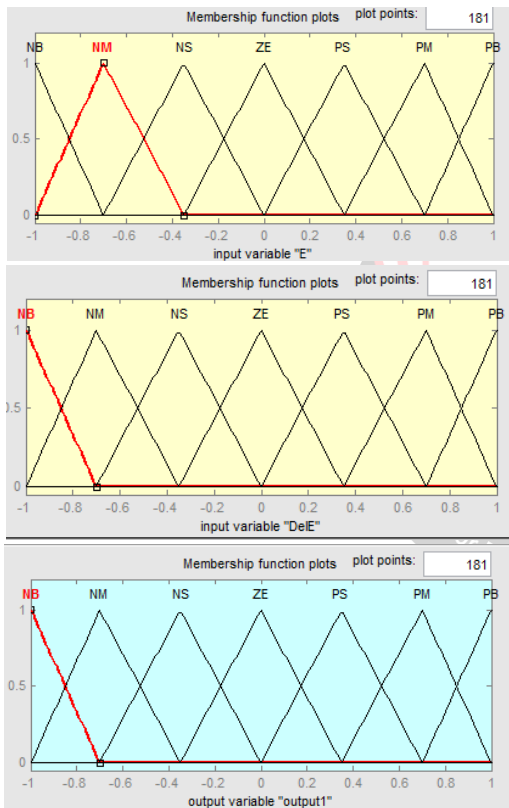 Membership function plots plot points: 181
NB NM NS ZE PS PM PB
1
0.5
0
-1 -0.8 -0.6 -0.4 -0.2 0 0.2 0.4 0.6 0.8 1
input variable "E"
Membership function plots plot points: 181
NB NM NS ZE PS PM PB
1
0.5
0
-1 -0.8 -0.6 -0.4 -0.2 0 0.2 0.4 0.6 0.8 1
input variable "DelE"
Membership function plots plot points: 181
NB NM NS ZE PS PM PB
1
0.5
0
-1 -0.8 -0.6 -0.4 -0.2 0 0.2 0.4 0.6 0.8 1
output variable "output1"